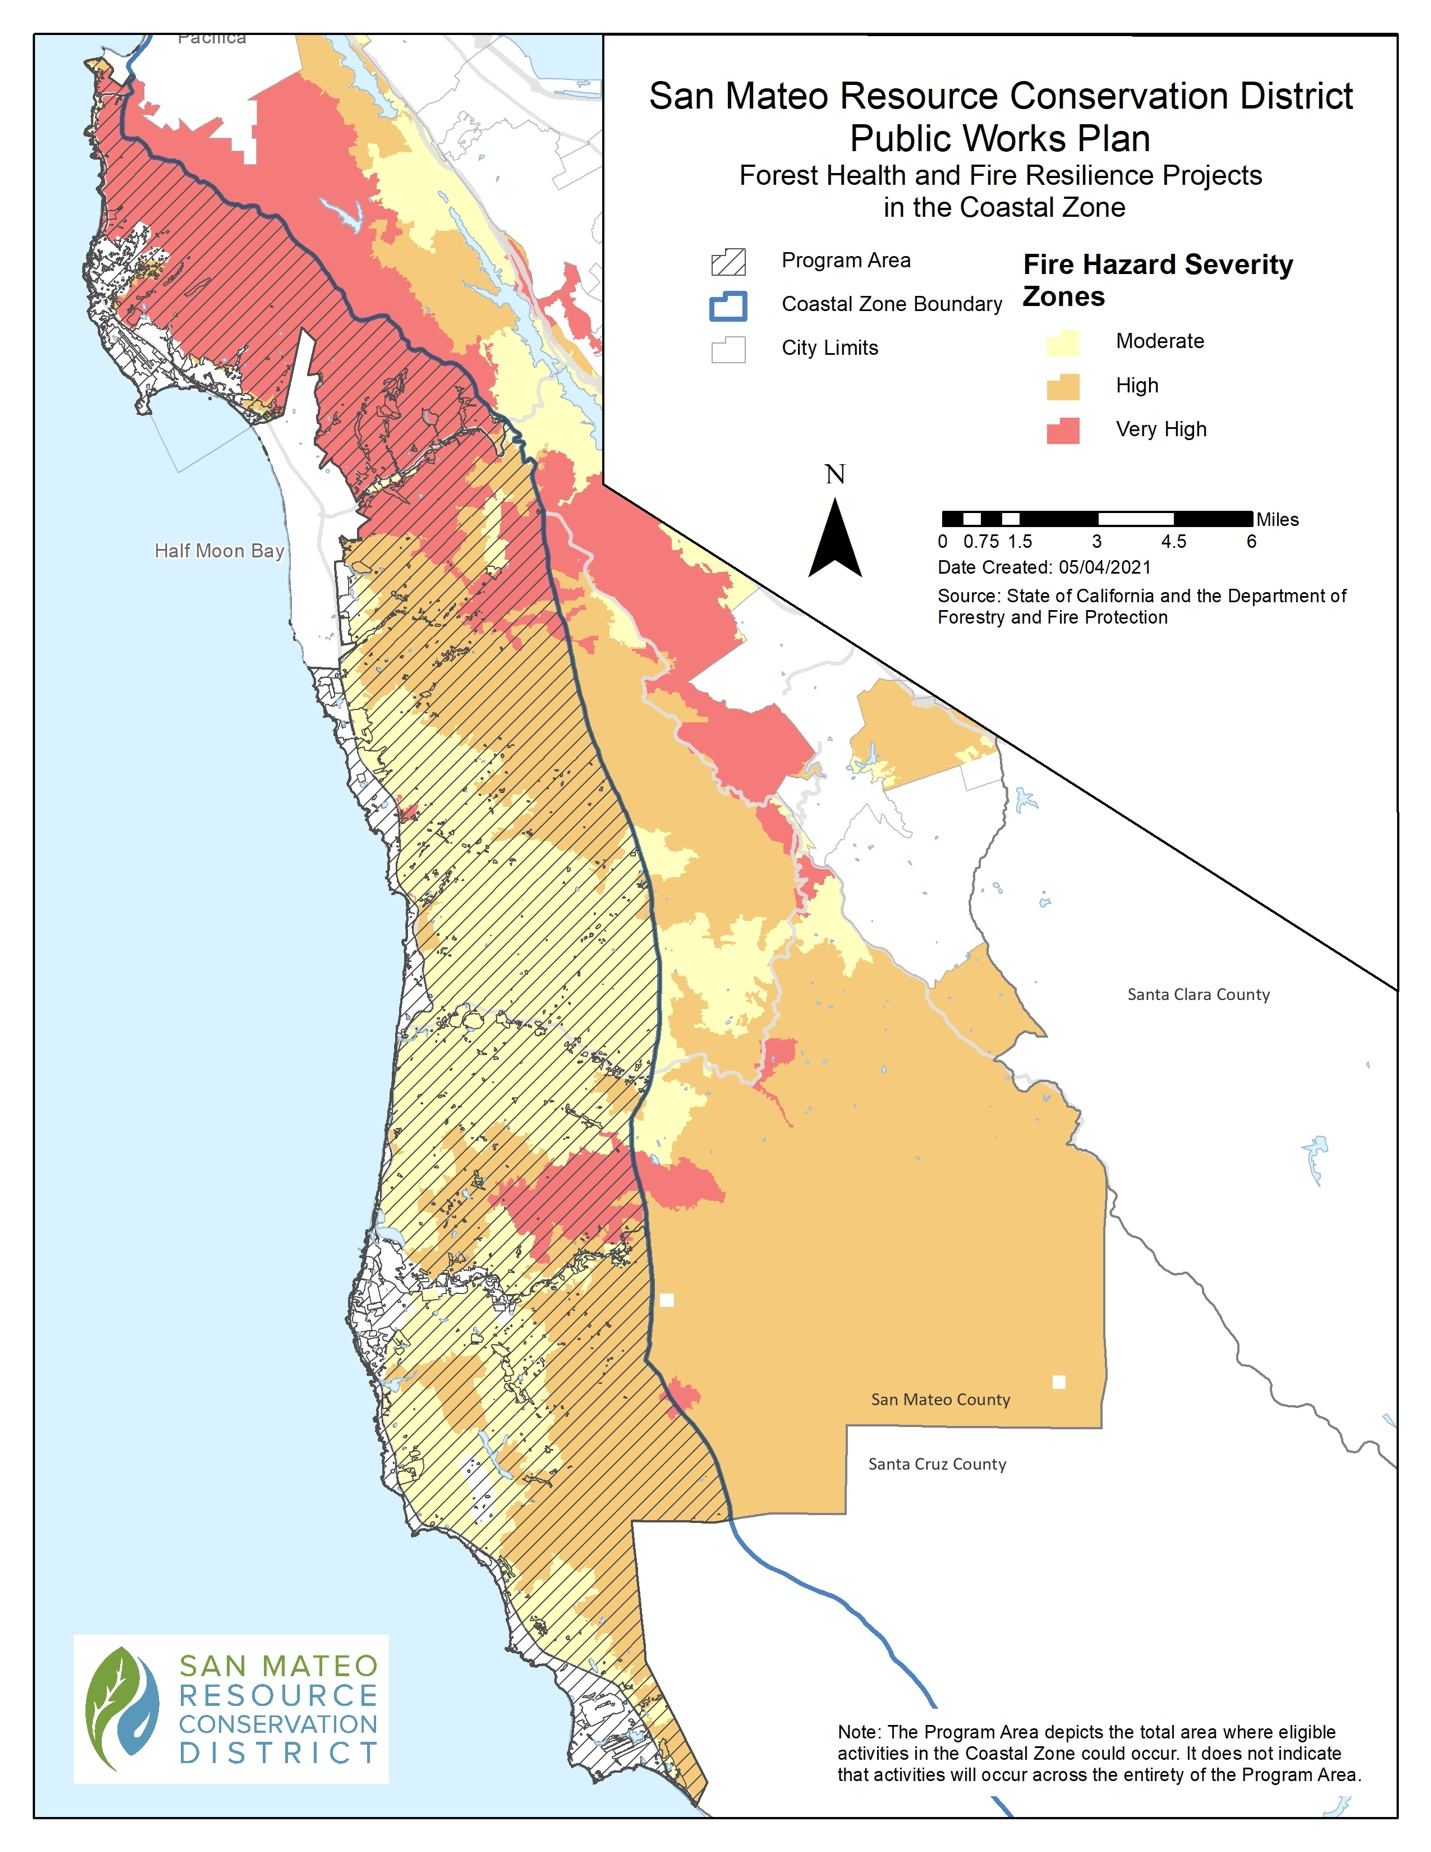 Pacifica
San Mateo Resource Conservation District
Public Works Plan
Forest Health and Fire Resilience Projects
in the Coastal Zone
Program Area
Coastal Zone Boundary
City Limits
Fire Hazard Severity
Zones
Moderate
High
Very High
N
Miles
0 0.75 1.5 3 4.5 6
Date Created: 05/04/2021
Source: State of California and the Department of
Forestry and Fire Protection
Half Moon Bay
Santa Clara County
San Mateo County
Santa Cruz County
SAN MATEO
RESOURCE
CONSERVATION
DISTRICT
Note: The Program Area depicts the total area where eligible
activities in the Coastal Zone could occur. It does not indicate
that activities will occur across the entirety of the Program Area.